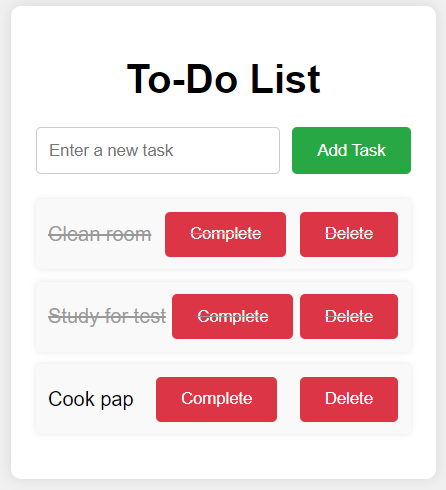 To-Do List
Enter a new task Add Task
Clean room Complete Delete
Study for test Complete Delete
Cook pap Complete Delete